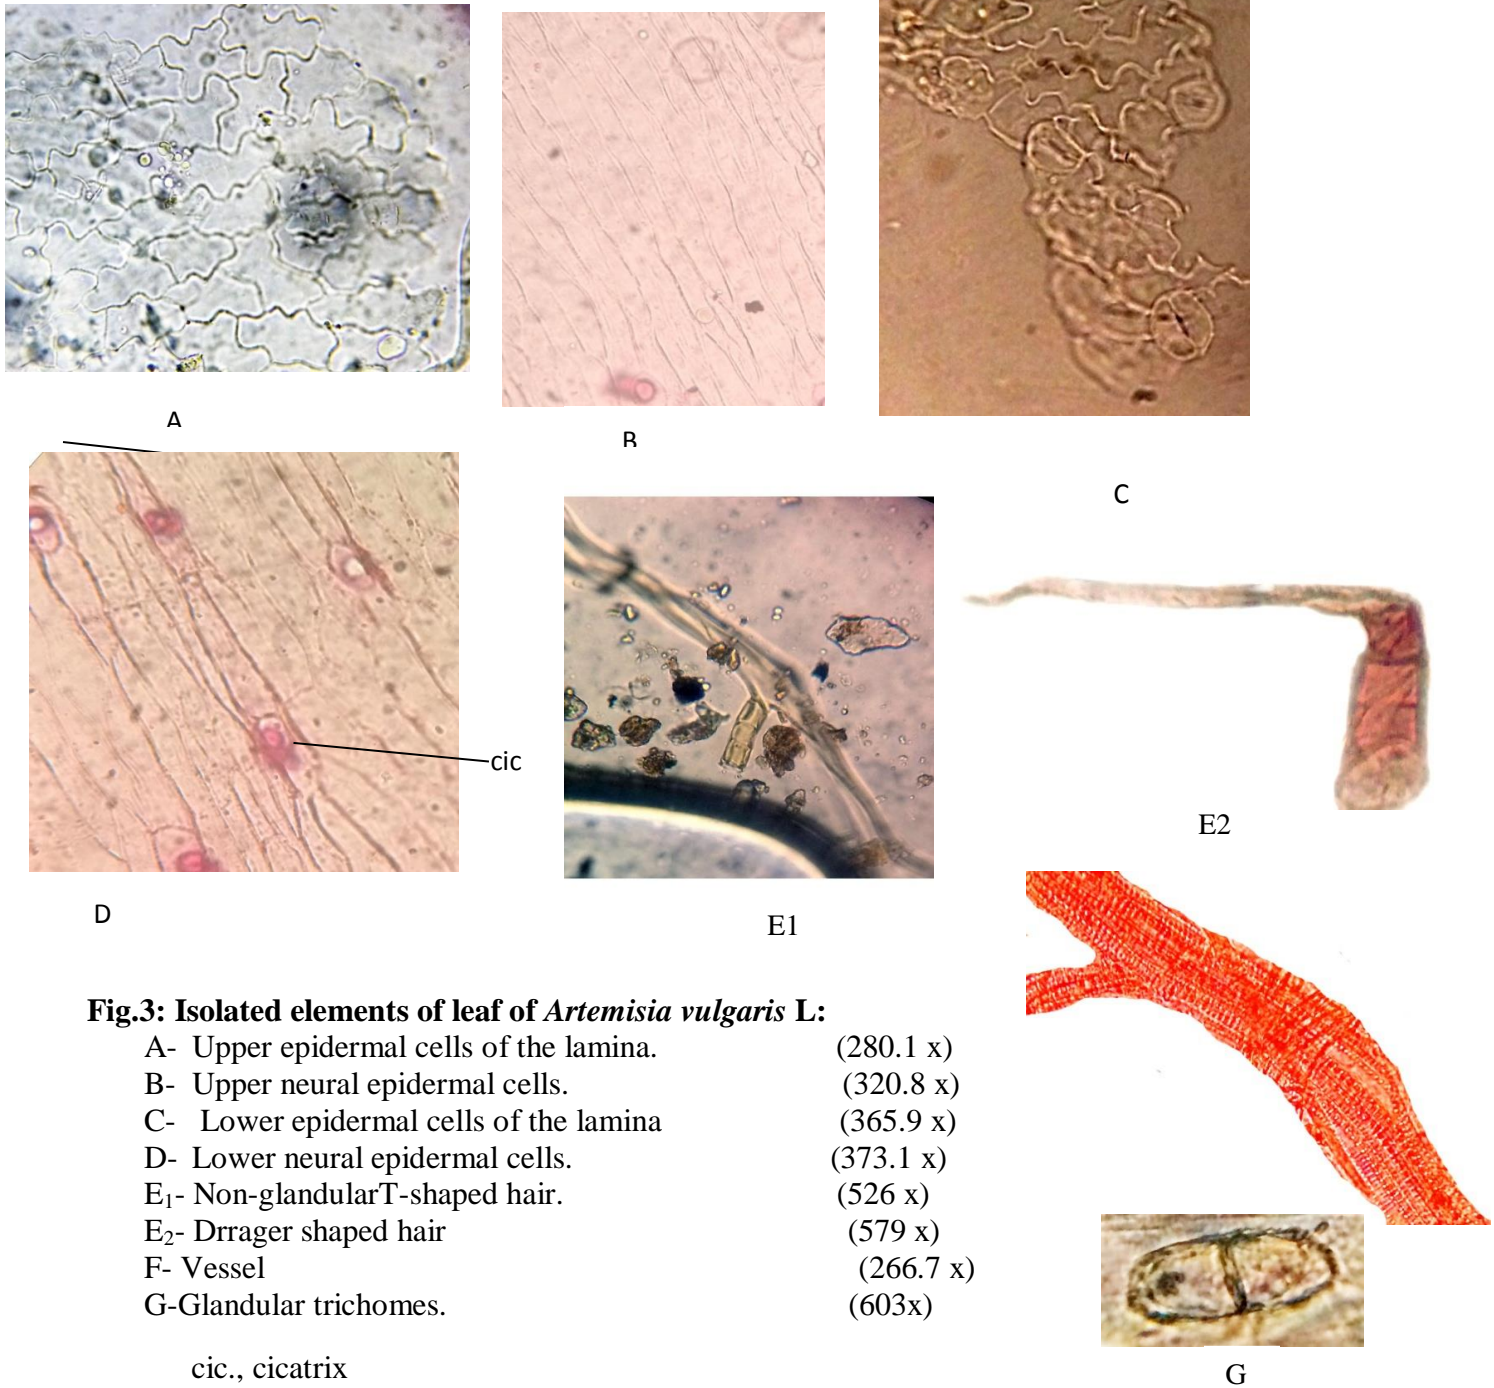 A
B
C
cic
E2
D
E1
Fig.3: Isolated elements of leaf of Artemisia vulgaris L:
A- Upper epidermal cells of the lamina. (280.1 x)
B- Upper neural epidermal cells. (320.8 x)
C- Lower epidermal cells of the lamina (365.9 x)
D- Lower neural epidermal cells. (373.1 x)
E₁- Non-glandularT-shaped hair. (526 x)
E₂- Drrager shaped hair (579 x)
F- Vessel (266.7 x)
G-Glandular trichomes. (603x)
cic., cicatrix
G